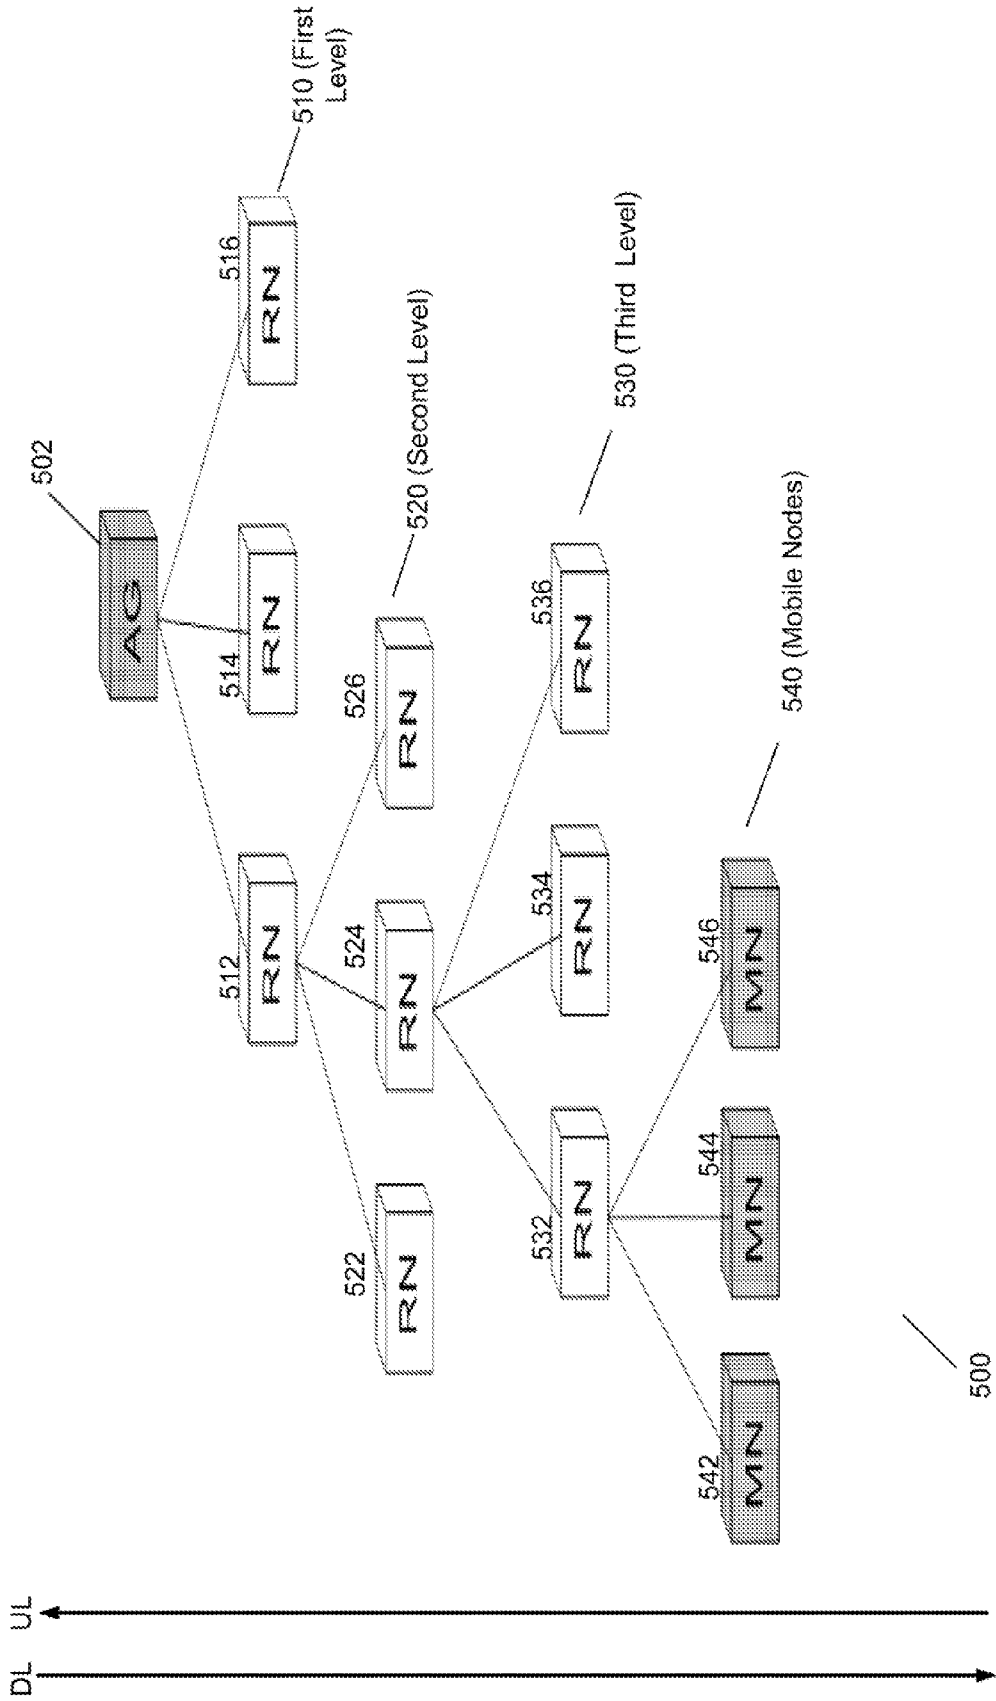 DL
UL
502
AG
510 (First
Level)
512
RN
514
RN
516
RN
520 (Second Level)
522
RN
524
RN
526
RN
530 (Third Level)
532
RN
534
RN
536
RN
540 (Mobile Nodes)
542
MN
544
MN
546
MN
500